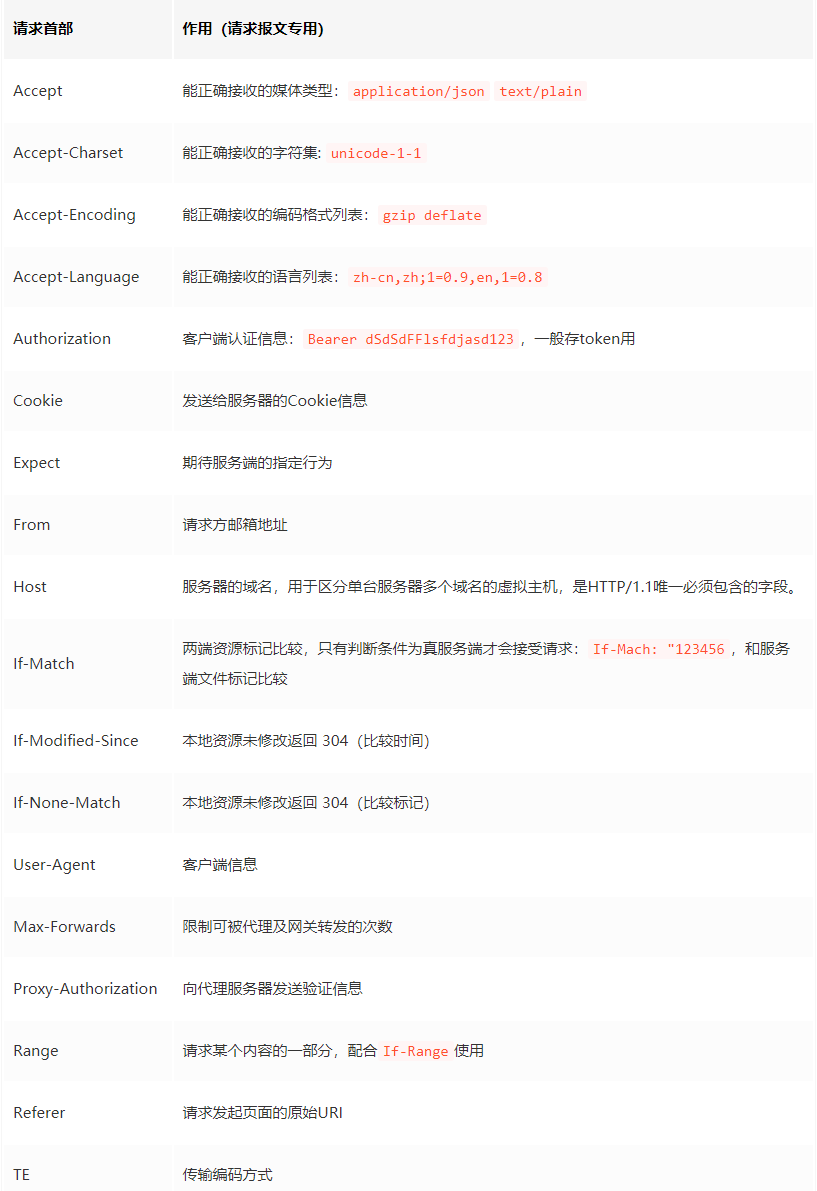 请求首部 作用（请求报文专用）
Accept 能正确接收的媒体类型： application/json text/plain
Accept-Charset 能正确接收的字符集: unicode-1-1
Accept-Encoding 能正确接收的编码格式列表： gzip deflate
Accept-Language 能正确接收的语言列表： zh-cn,zh;1=0.9,en,1=0.8
Authorization 客户端认证信息： Bearer dSdSdFFlsfdjasd123 ，一般存token用
Cookie 发送给服务器的Cookie信息
Expect 期待服务端的指定行为
From 请求方邮箱地址
Host 服务器的域名，用于区分单台服务器多个域名的虚拟主机，是HTTP/1.1唯一必须包含的字段。
If-Match 两端资源标记比较，只有判断条件为真服务端才会接受请求： If-Mach: "123456 ，和服务
端文件标记比较
If-Modified-Since 本地资源未修改返回 304（比较时间）
If-None-Match 本地资源未修改返回 304（比较标记）
User-Agent 客户端信息
Max-Forwards 限制可被代理及网关转发的次数
Proxy-Authorization 向代理服务器发送验证信息
Range 请求某个内容的一部分，配合 If-Range 使用
Referer 请求发起页面的原始URI
TE 传输编码方式